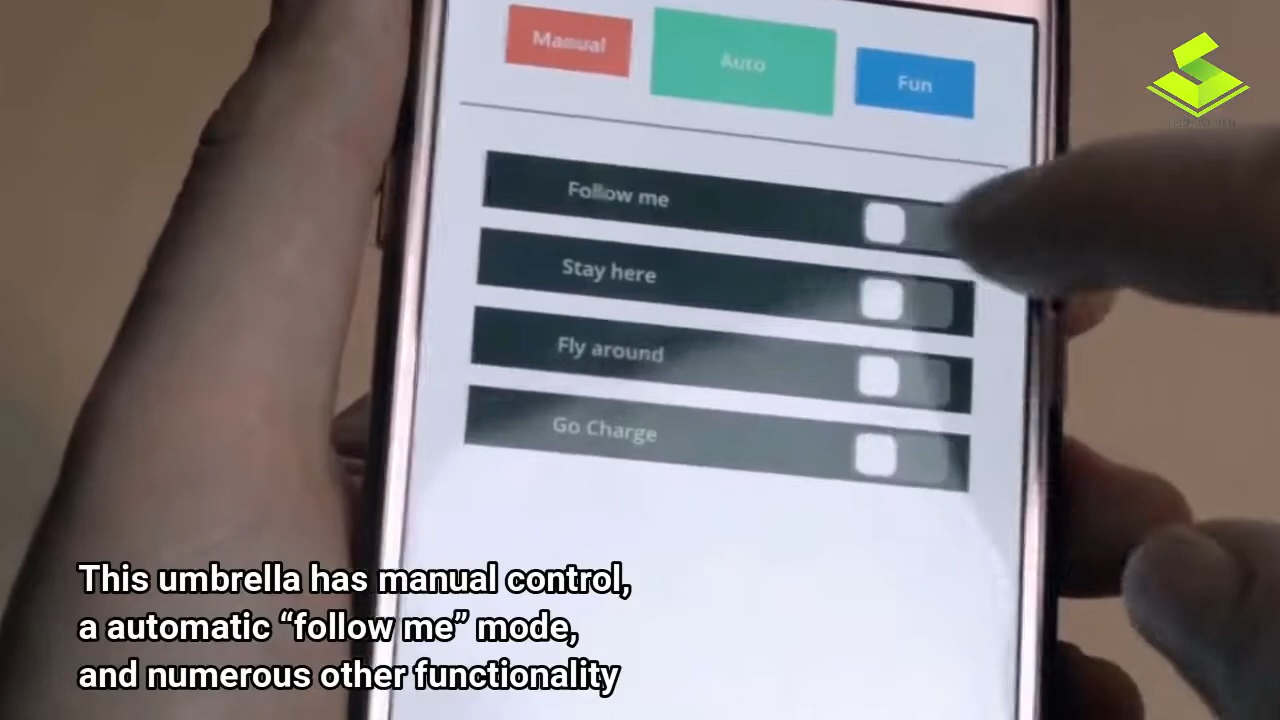 Manual
Auto
Fun
Follow me
Stay here
Fly around
Go Charge
This umbrella has manual control,
a automatic “follow me” mode,
and numerous other functionality